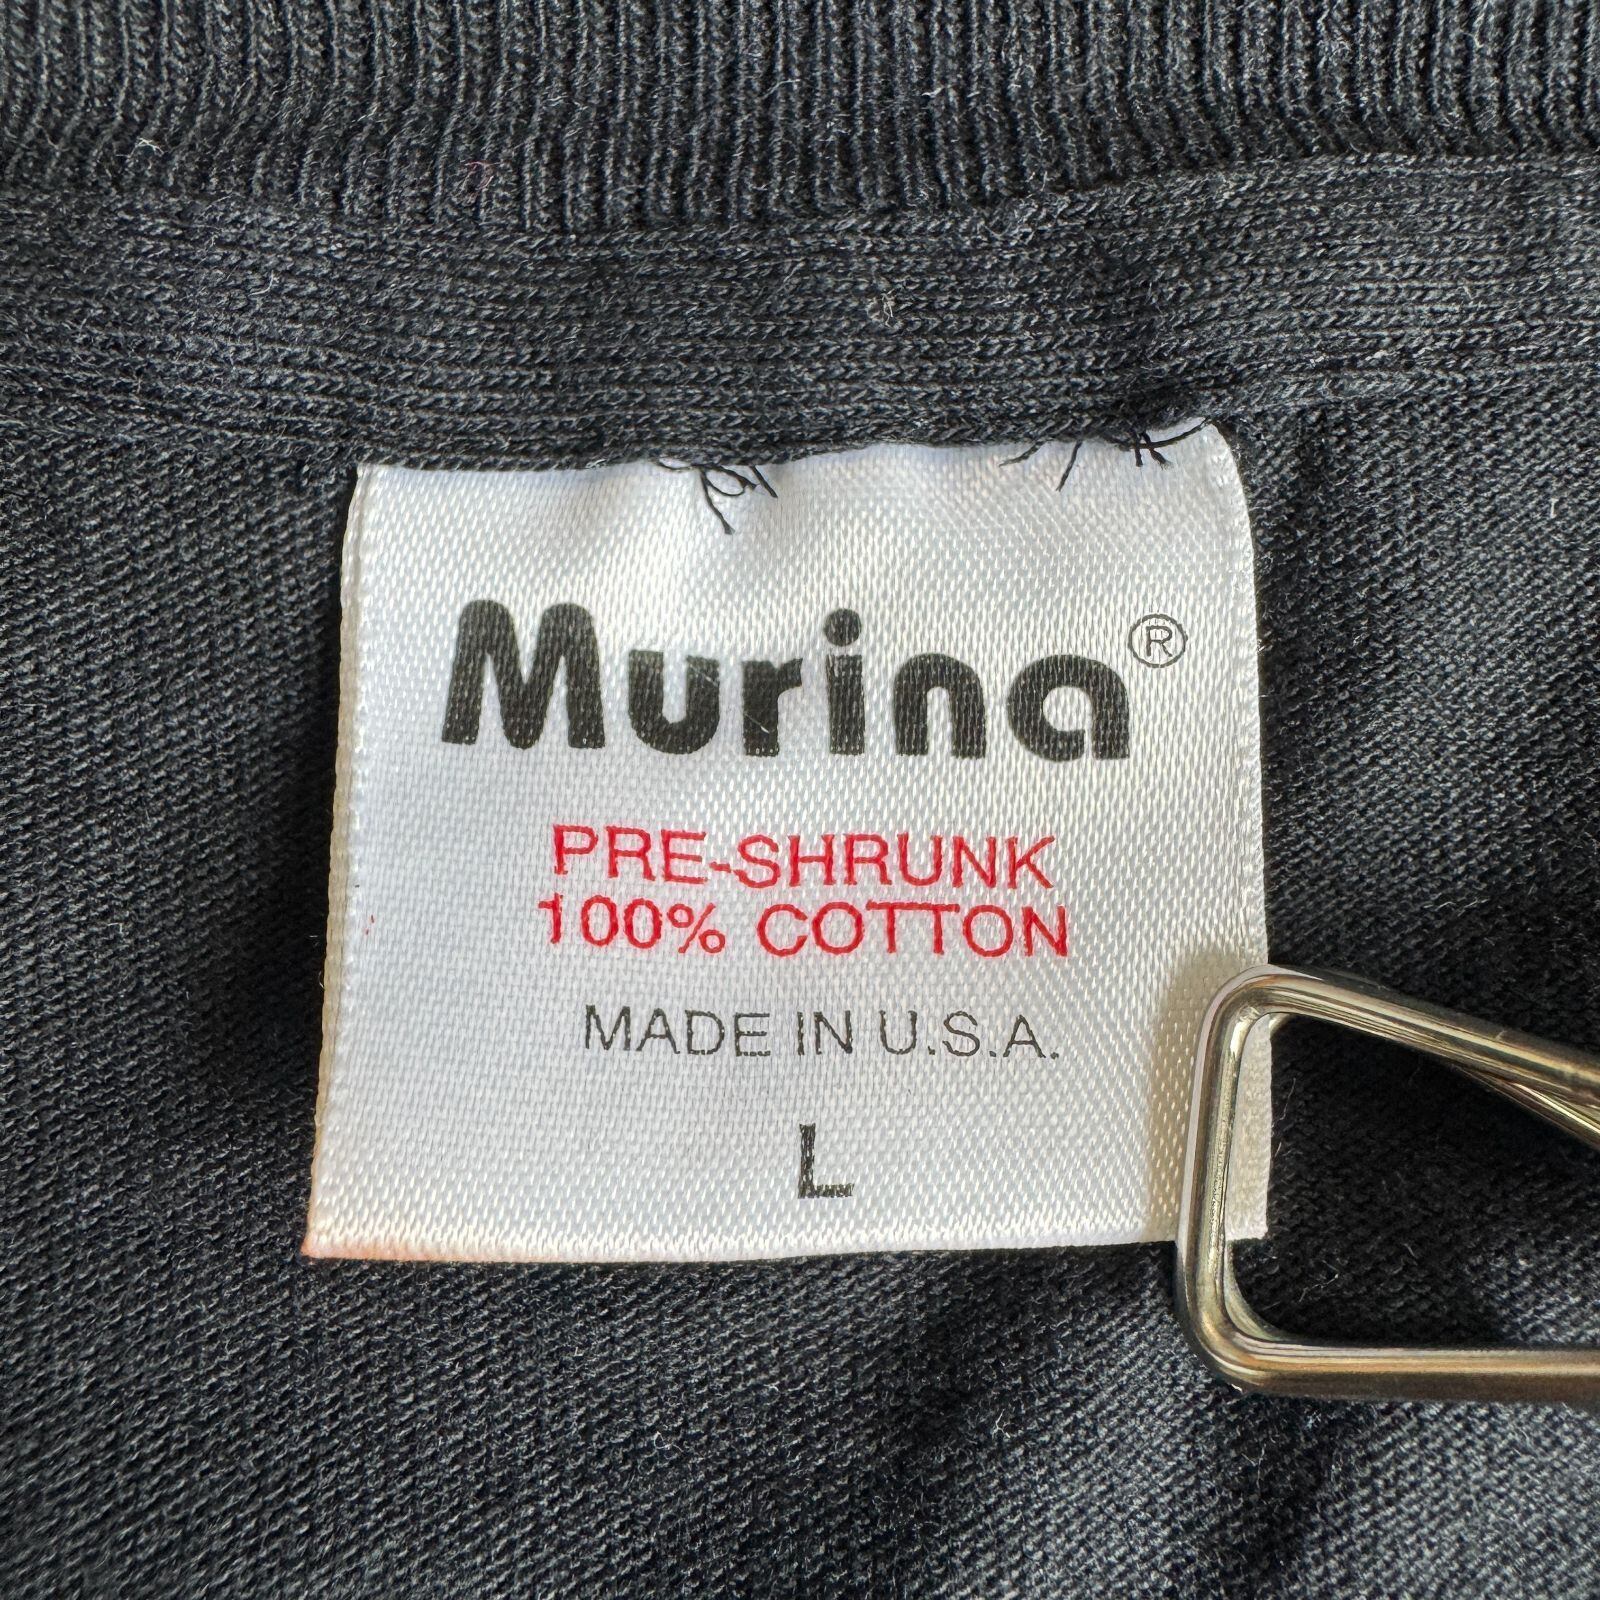 Murina®
PRE-SHRUNK
100% COTTON
MADE IN U.S.A.
L